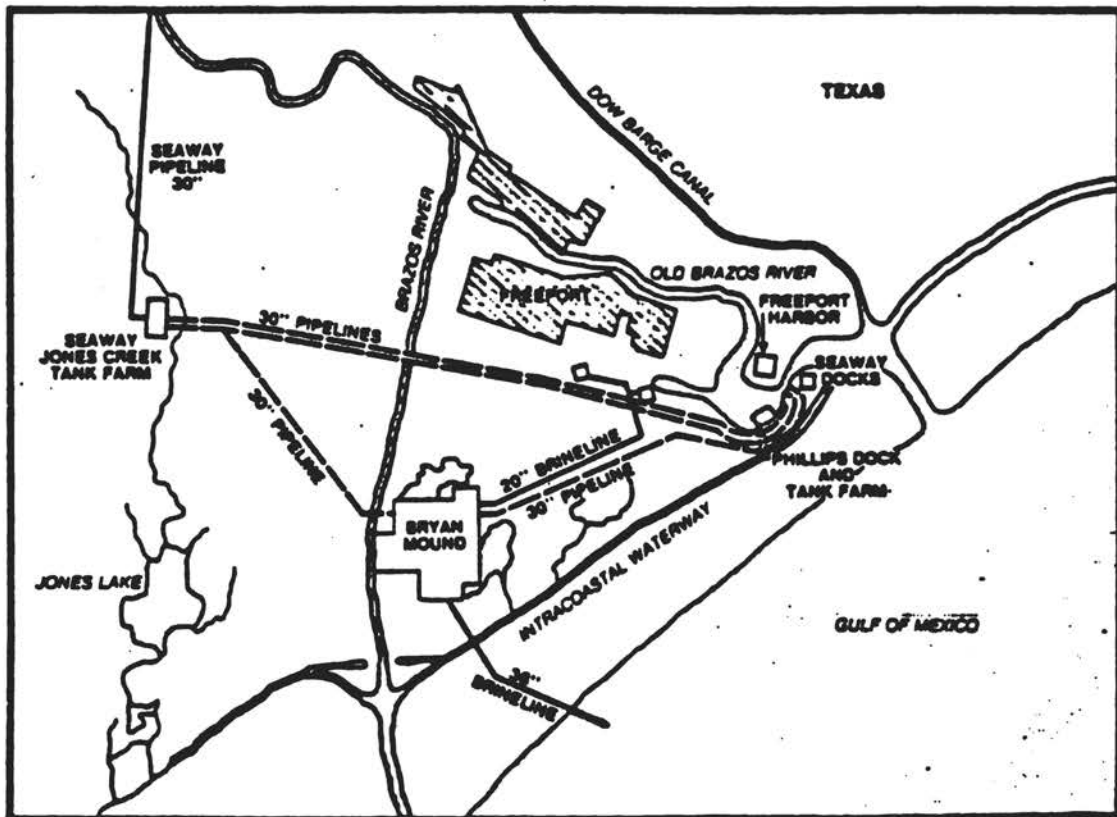 TEXAS
DOW BARGE CANAL
SEAWAY
PIPELINE
30"
BRAZOS RIVER
OLD BRAZOS RIVER
FREEPORT
FREEPORT
HARBOR
30" PIPELINES
SEAWAY
JONES CREEK
TANK FARM
SEAWAY
DOCKS
30" PIPELINE
20" BRINELINE
30" PIPELINE
PHILLIPS DOCK
AND
TANK FARM
BRYAN
MOUND
INTRACOASTAL WATERWAY
JONES LAKE
GULF OF MEXICO
36"
BRINELINE